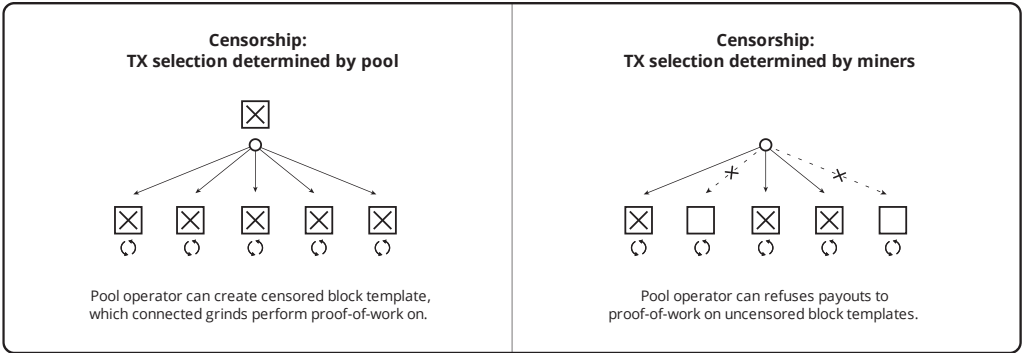 Censorship:
TX selection determined by pool
Pool operator can create censored block template,
which connected grinds perform proof-of-work on.
Censorship:
TX selection determined by miners
Pool operator can refuses payouts to
proof-of-work on uncensored block templates.